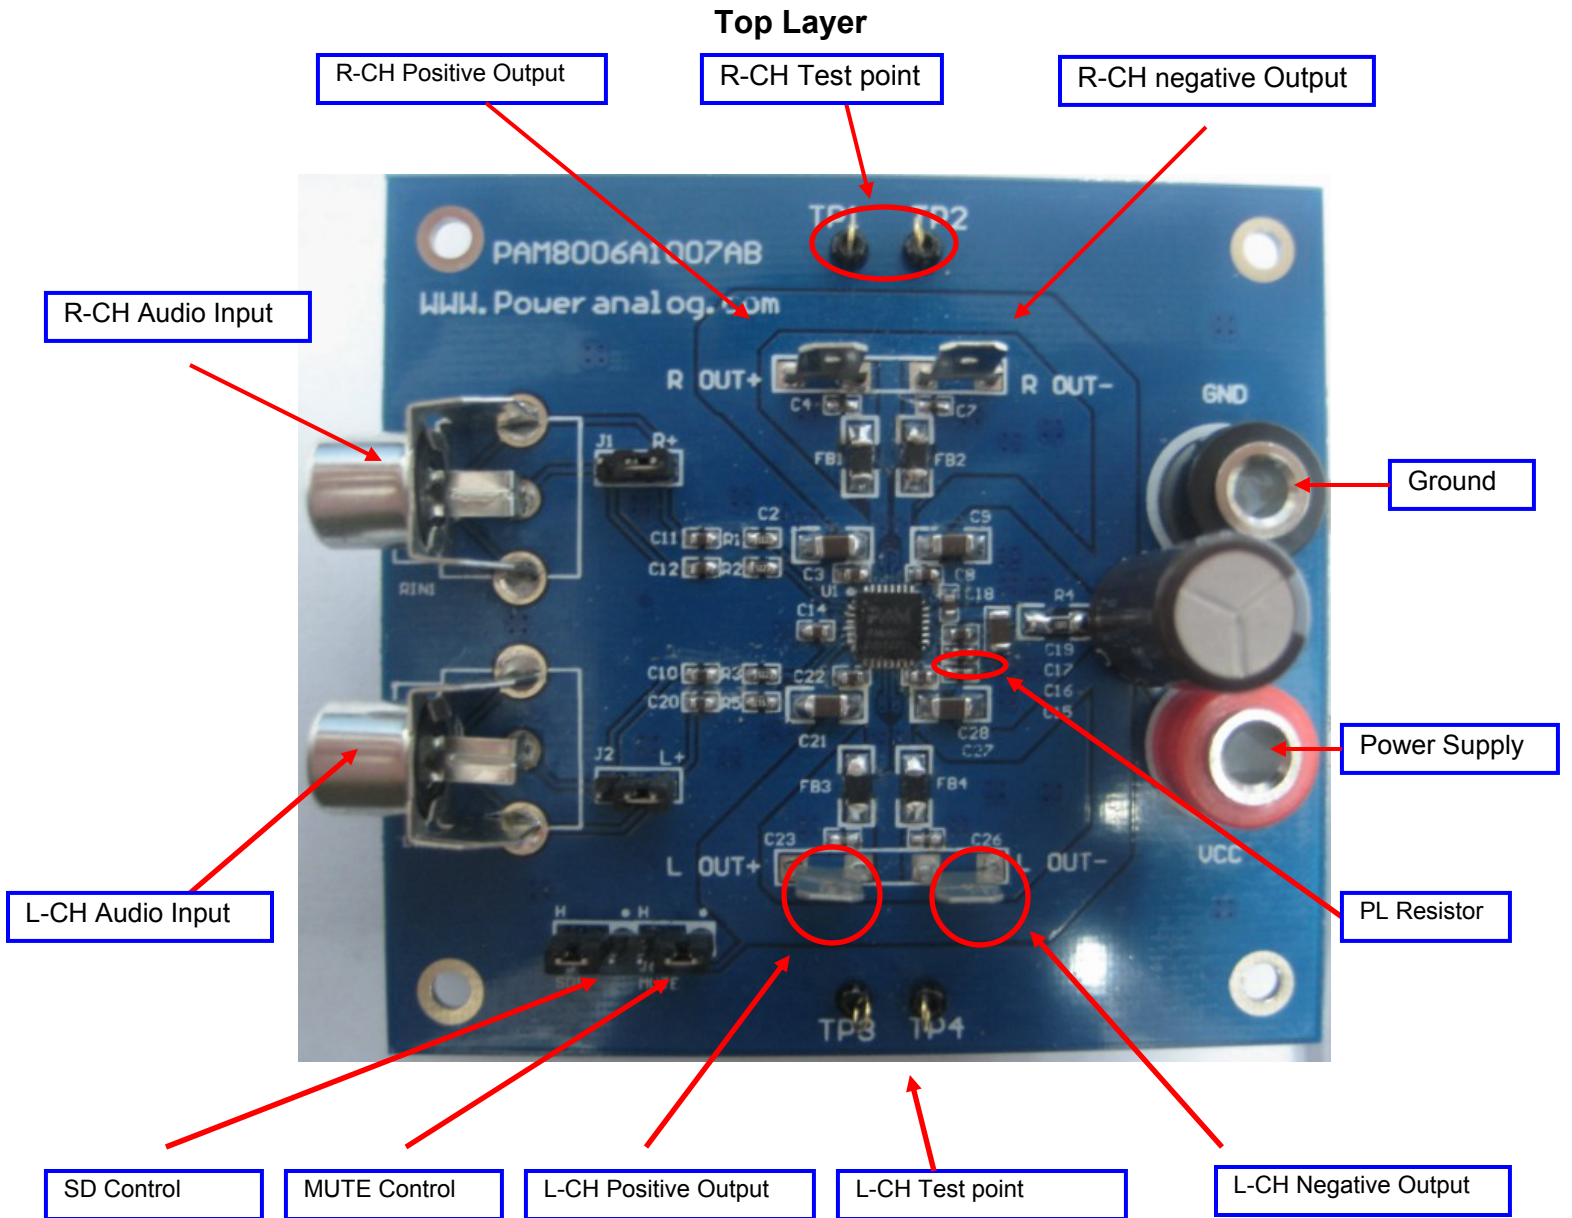 Top Layer
R-CH Positive Output
R-CH Test point
R-CH negative Output
TP1 TP2
PAM8006A1007AB
WWW.Poweranalog.com
R-CH Audio Input
R OUT+
R OUT-
GND
C4
C7
J1 R+
FB1
FB2
Ground
C2
C9
C11 R1
C12 R2
C3
C8
RIN1
U1
C18
R4
C14
C19
C10 R3
C22
C17
C20 R5
C16
C15
C21
C28
C27
J2 L+
Power Supply
FB3
FB4
C23
C26
L OUT+
L OUT-
VCC
L-CH Audio Input
PL Resistor
H H
SD
MUTE
TP3 TP4
SD Control
MUTE Control
L-CH Positive Output
L-CH Test point
L-CH Negative Output